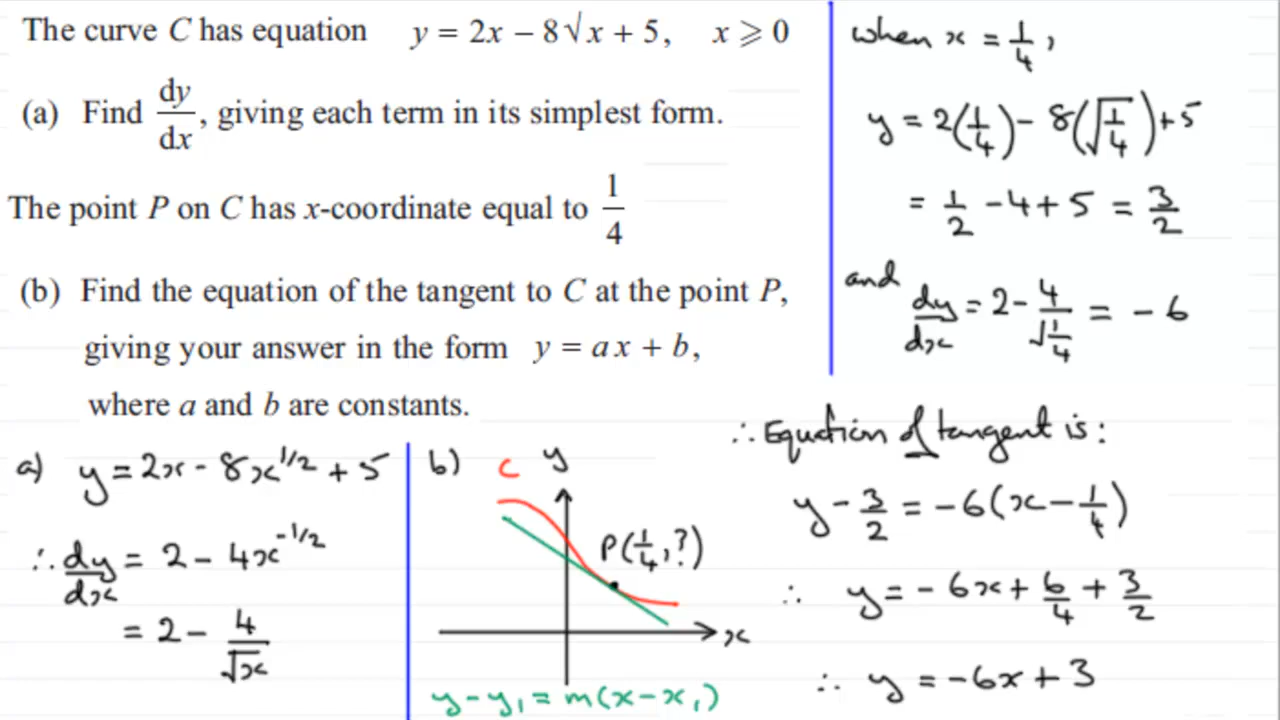 The curve C has equation y = 2x − 8√x + 5, x ⩾ 0
(a) Find dy/dx, giving each term in its simplest form.
The point P on C has x-coordinate equal to 1/4
(b) Find the equation of the tangent to C at the point P,
giving your answer in the form y = ax + b,
where a and b are constants.
a) y = 2x - 8x^1/2 + 5
∴ dy/dx = 2 - 4x^-1/2
= 2 - 4/√x
b) C y
P(1/4, ?)
x
y - y₁ = m(x - x₁)
when x = 1/4,
y = 2(1/4) - 8(√1/4) + 5
= 1/2 - 4 + 5 = 3/2
and
dy/dx = 2 - 4/√1/4 = - 6
∴ Equation of tangent is:
y - 3/2 = -6(x - 1/4)
∴ y = - 6x + 6/4 + 3/2
∴ y = -6x + 3